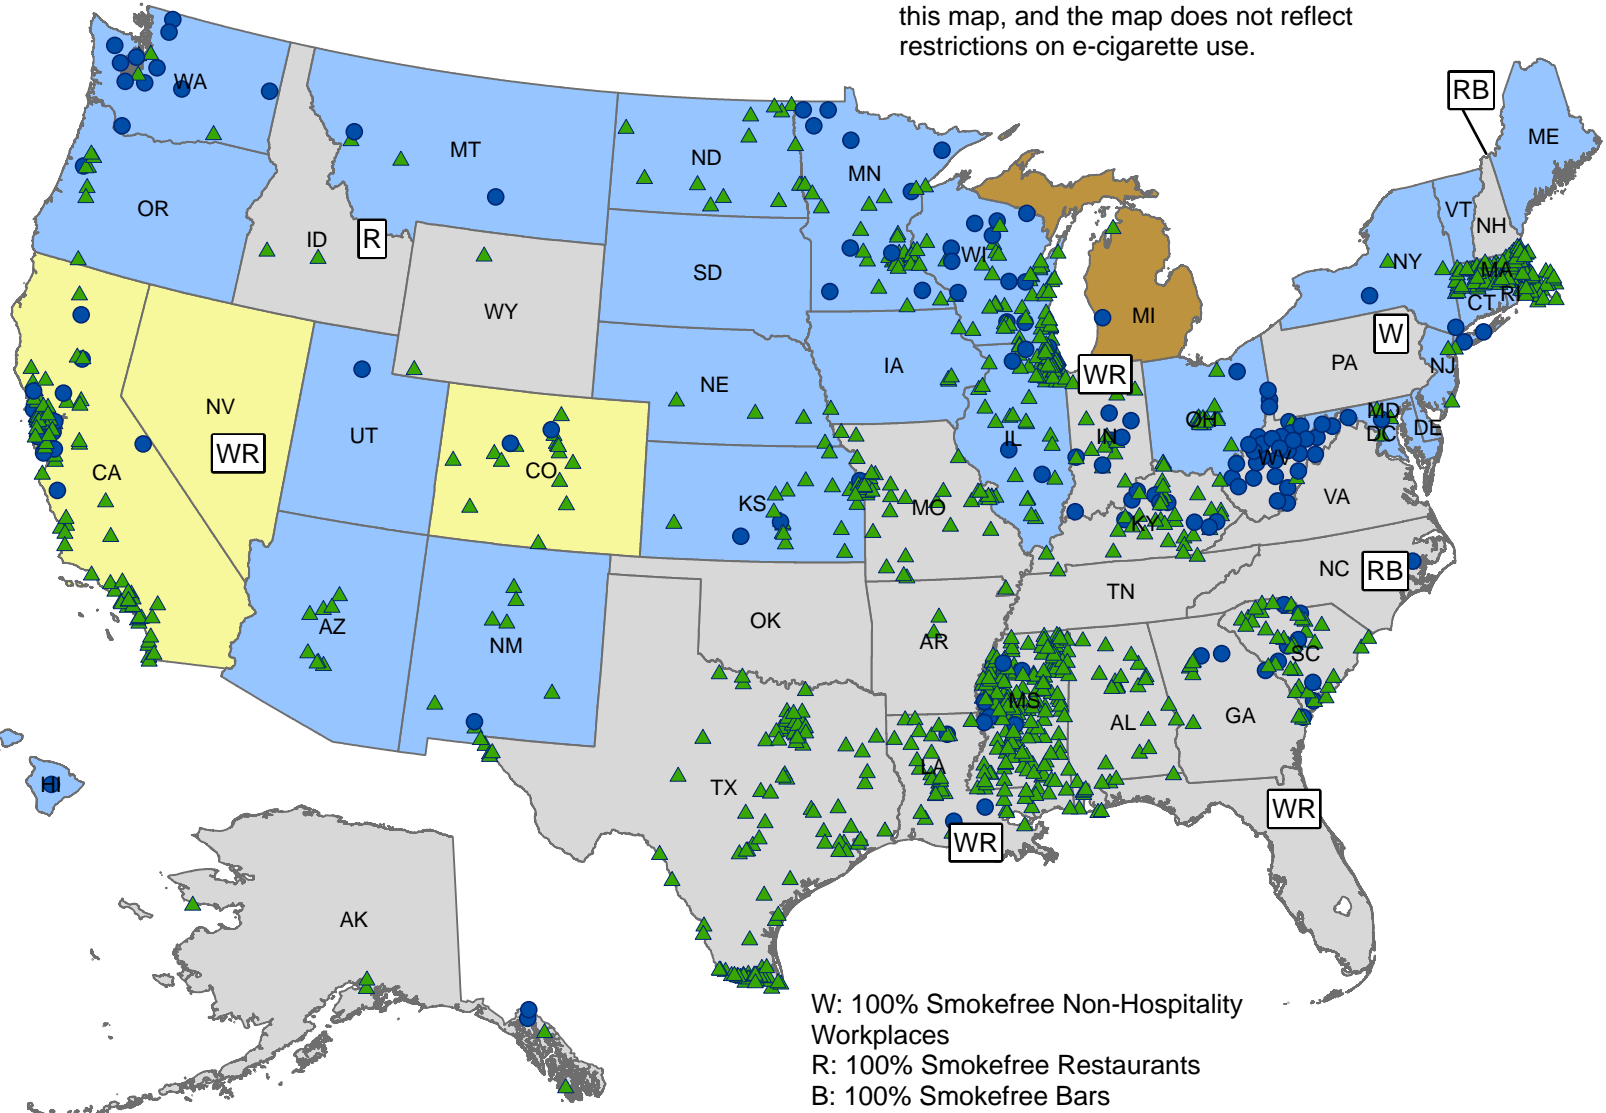 this map, and the map does not reflect
restrictions on e-cigarette use.
RB
WA
ME
MT
ND
MN
OR
VT
NH
ID
R
WI
NY
MA
SD
CT
RI
WY
MI
W
PA
IA
WR
NJ
NE
NV
MD
OH
DE
UT
IL
IN
DC
WR
CA
CO
WV
KS
MO
VA
KY
NC
RB
TN
OK
AZ
AR
NM
SC
MS
GA
AL
LA
TX
HI
WR
WR
AK
W: 100% Smokefree Non-Hospitality
Workplaces
R: 100% Smokefree Restaurants
B: 100% Smokefree Bars